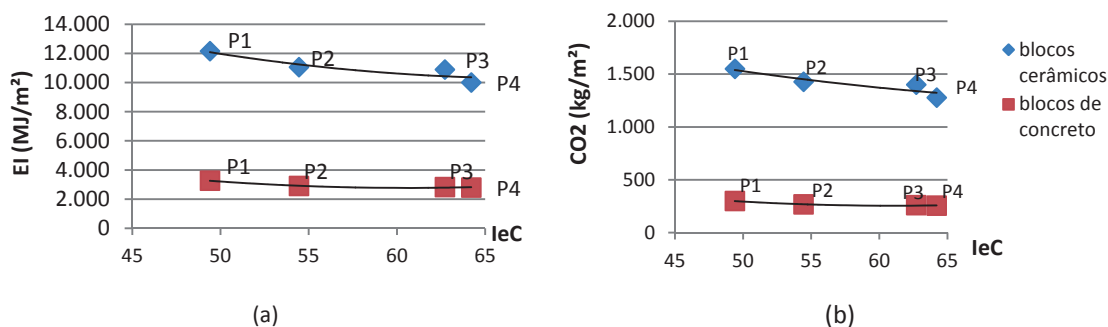 EI (MJ/m²)
14.000
12.000
10.000
8.000
6.000
4.000
2.000
0
P1
P2
P3
P4
P1
P2
P3
P4
45
50
55
60
65
IeC
(a)
CO2 (kg/m²)
2.000
1.500
1.000
500
0
P1
P2
P3
P4
P1
P2
P3
P4
45
50
55
60
65
IeC
(b)
blocos
cerâmicos
blocos de
concreto